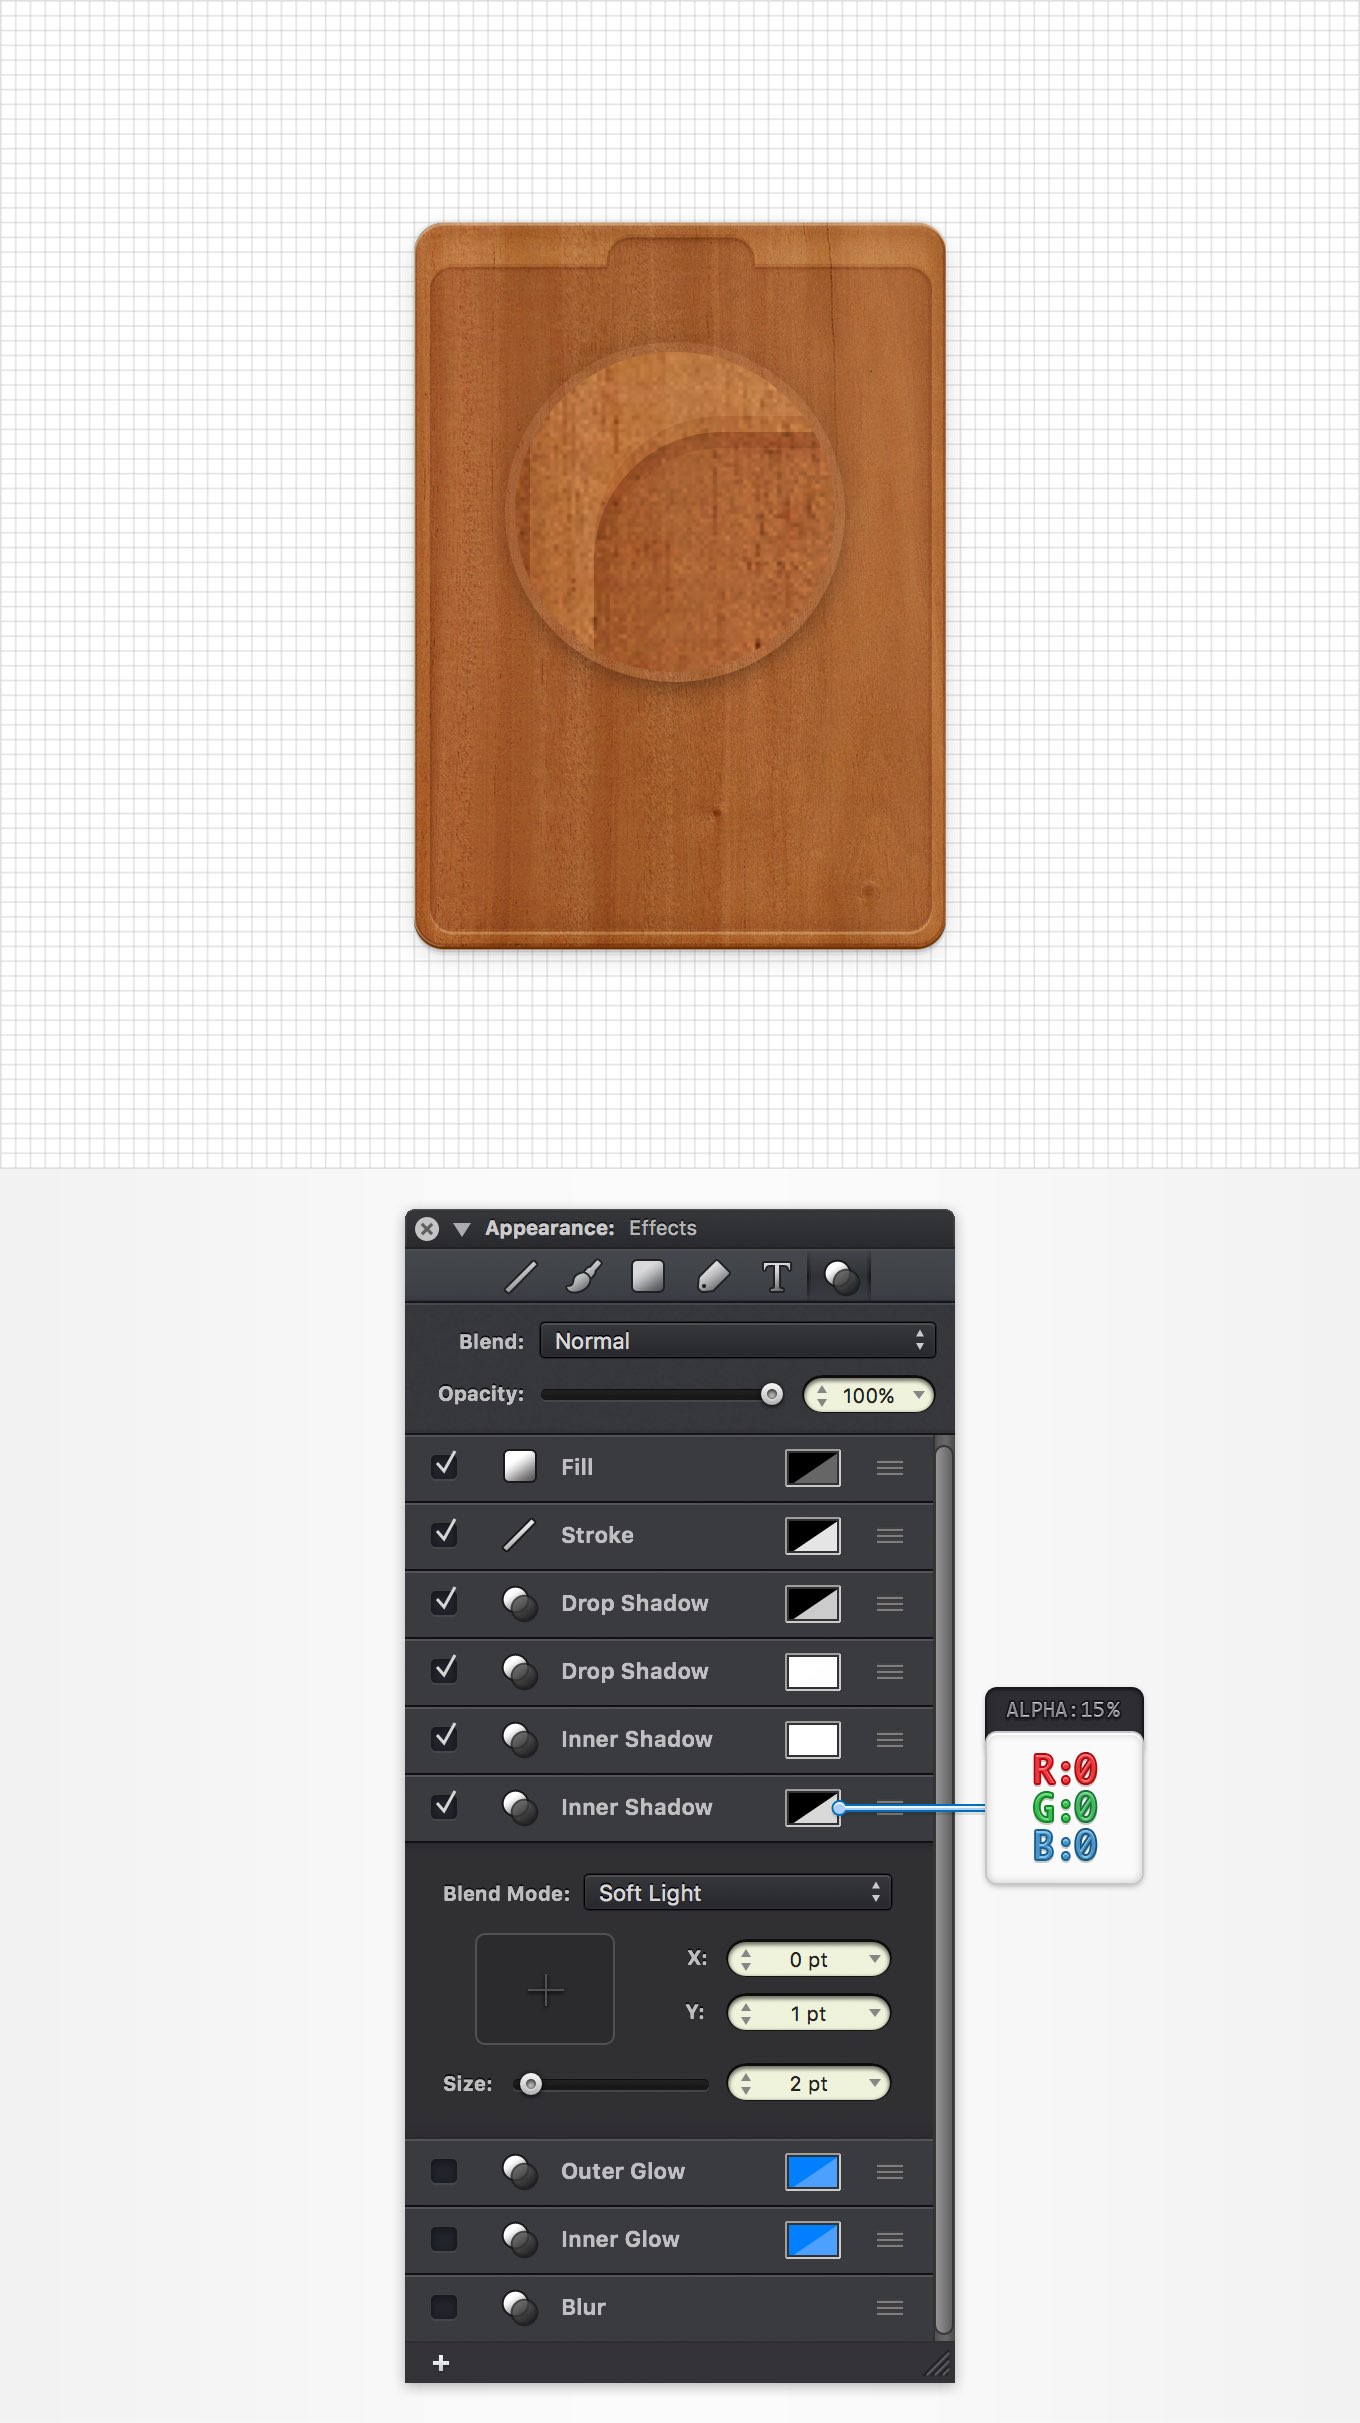 Appearance: Effects
T
Blend: Normal
Opacity: 100%
Fill
Stroke
Drop Shadow
Drop Shadow
Inner Shadow
Inner Shadow
ALPHA:15%
R:0
G:0
B:0
Blend Mode: Soft Light
X: 0 pt
Y: 1 pt
Size: 2 pt
Outer Glow
Inner Glow
Blur